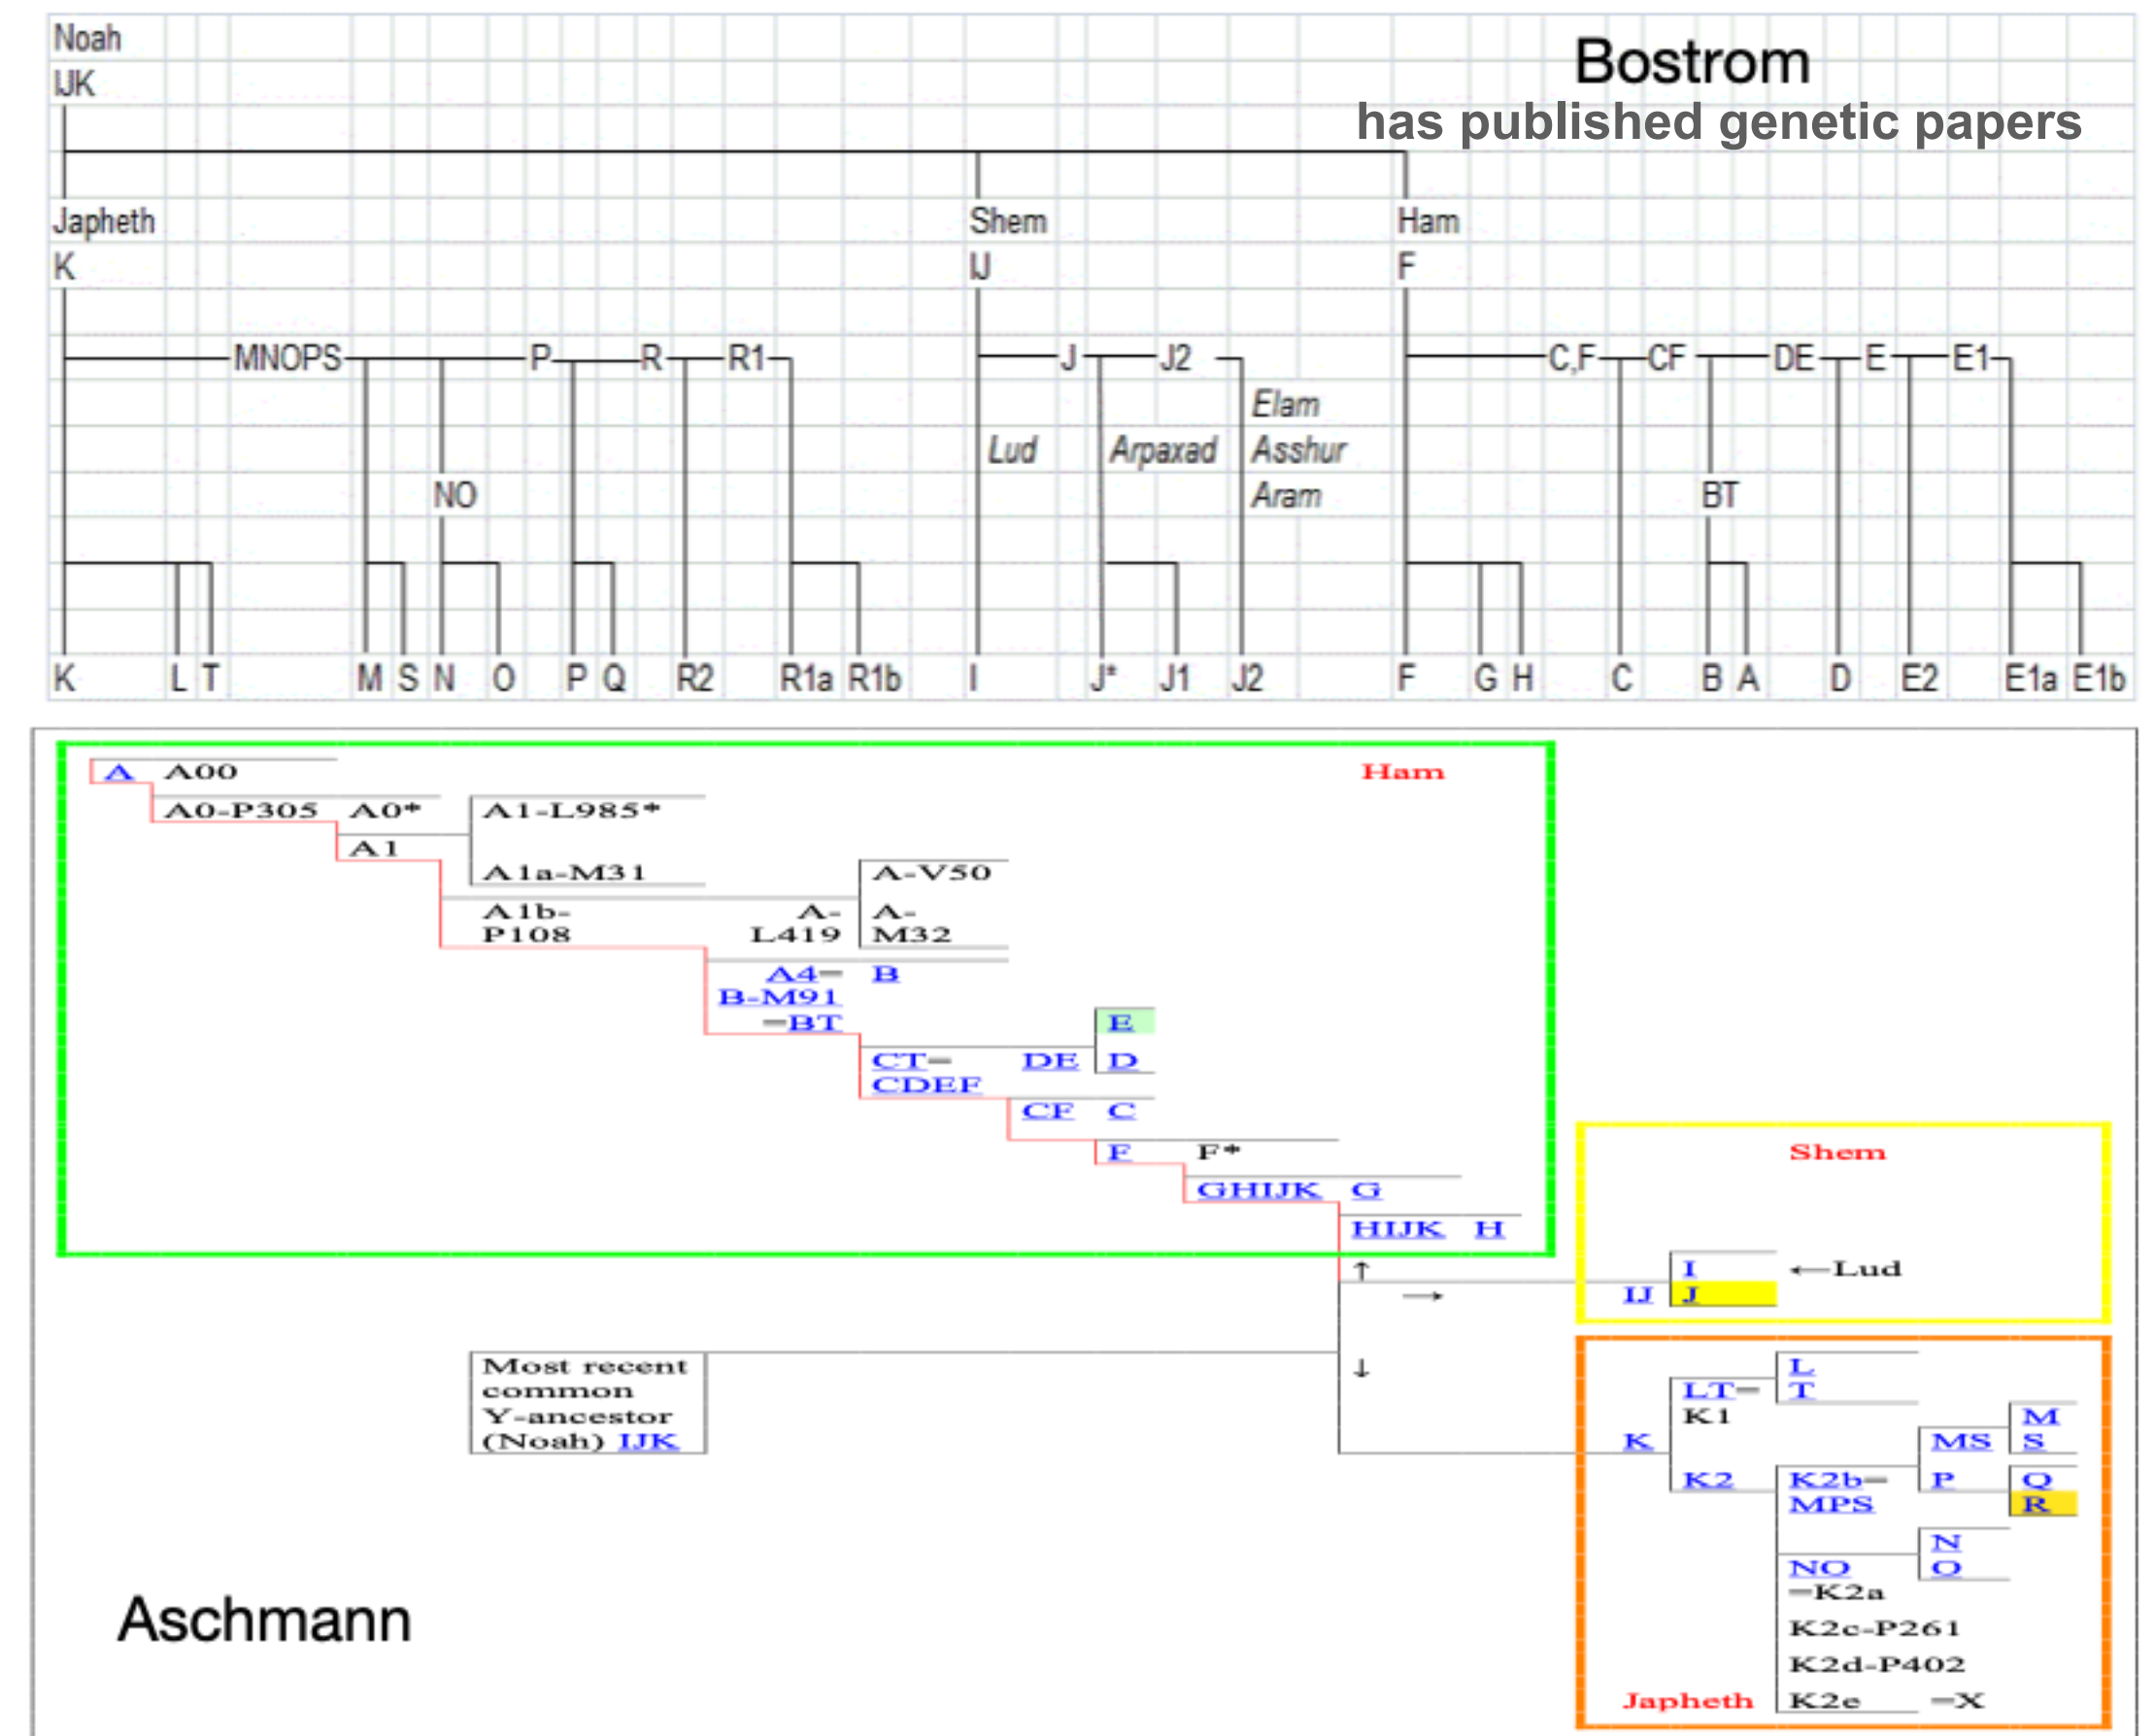 Noah
Bostrom
IJK
has published genetic papers
Japheth Shem Ham
K IJ F
MNOPS P R R1 J J2 C,F CF DE E E1
Elam
Lud Arpaxad Asshur
NO Aram BT
K L T M S N O P Q R2 R1a R1b I J* J1 J2 F G H C B A D E2 E1a E1b
A A00 Ham
A0-P305 A0* A1-L985*
A1
A1a-M31 A-V50
A1b- A- A-
P108 L419 M32
A4= B
B-M91
=BT E
CT= DE D
CDEF
CF C
F F*
GHIJK G
HIJK H
Shem
↑ I ←Lud
→ IJ J
Most recent
common
Y-ancestor
(Noah) IJK
↓
L
LT= T
K1 M
K MS S
K2 K2b= P Q
MPS R
N
NO O
=K2a
K2c-P261
K2d-P402
Japheth K2e =X
Aschmann